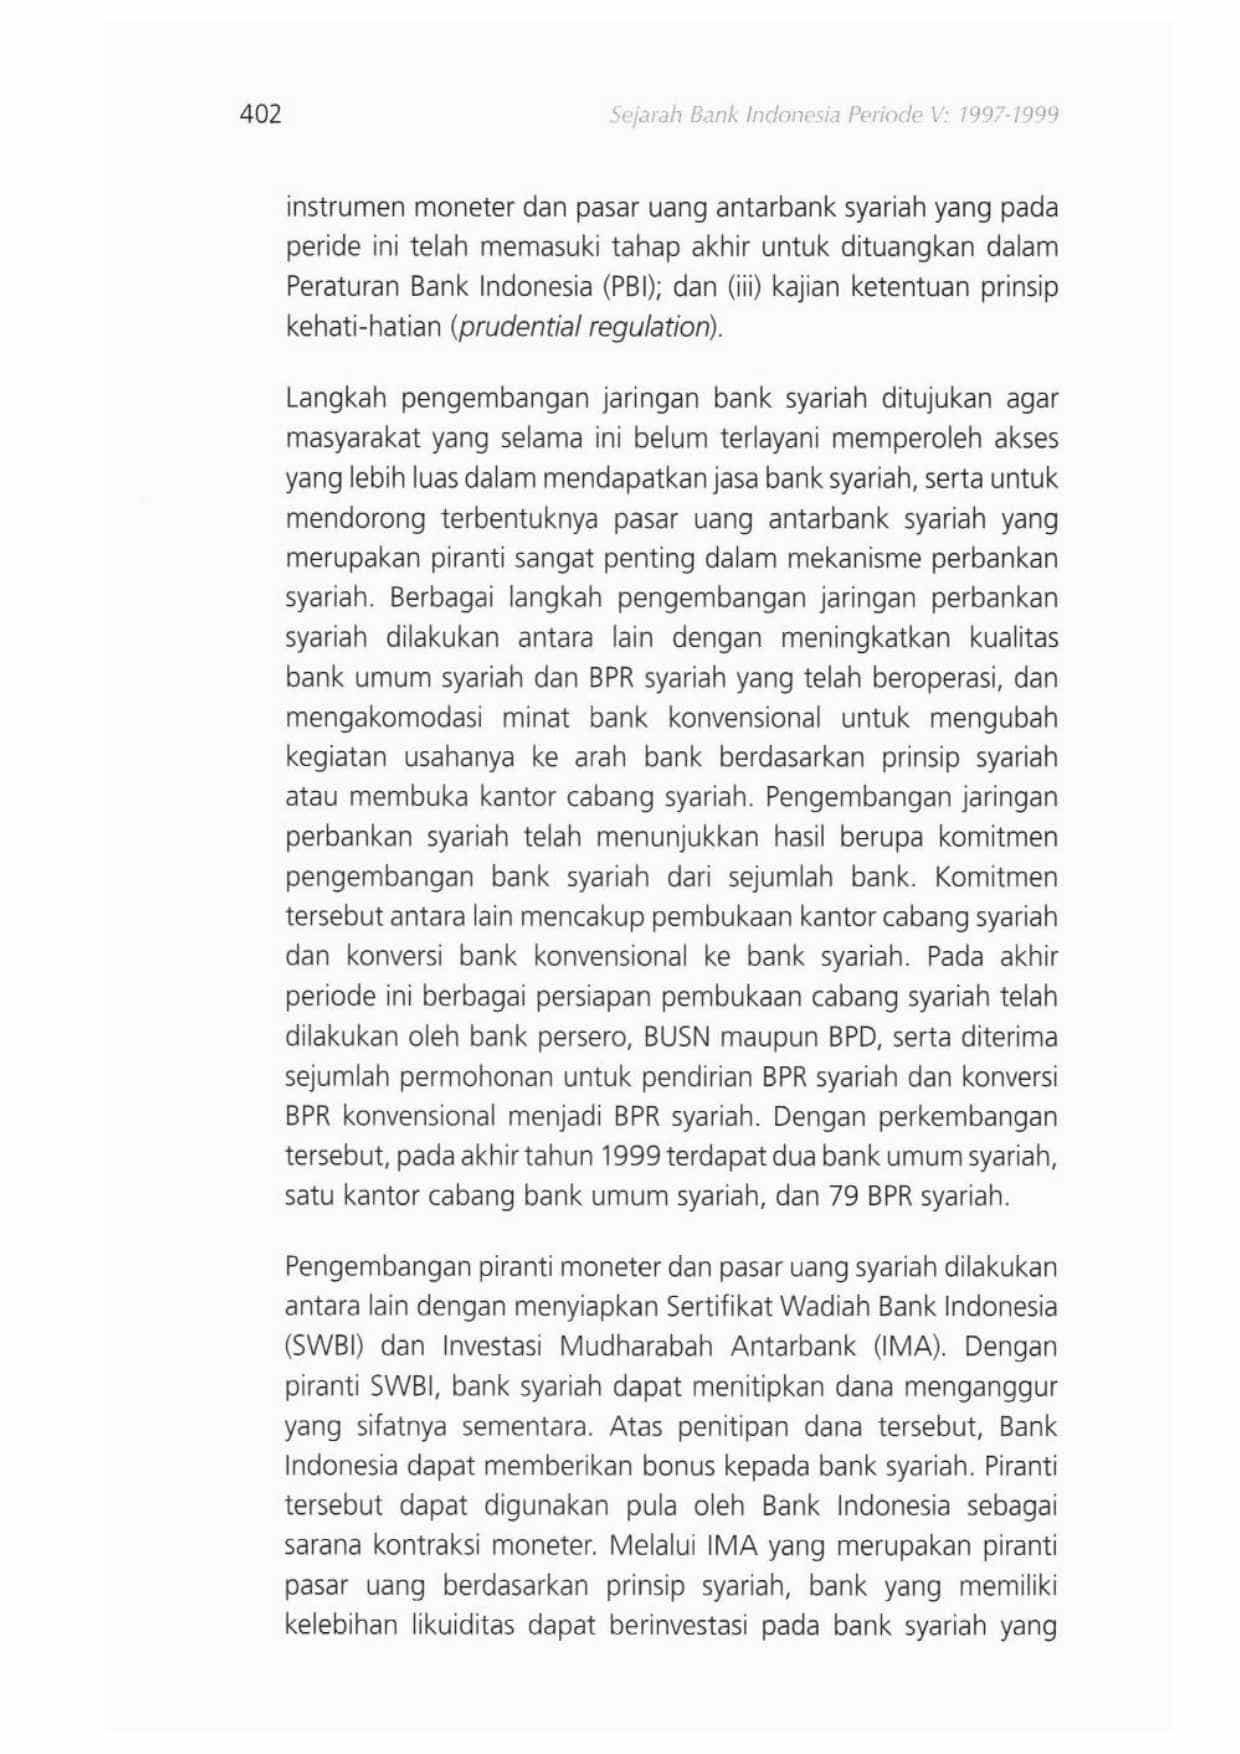 402
Sejarah Bank Indonesia Periode V: 1997-1999
instrumen moneter dan pasar uang antarbank syariah yang pada
peride ini telah memasuki tahap akhir untuk dituangkan dalam
Peraturan Bank Indonesia (PBI); dan (iii) kajian ketentuan prinsip
kehati-hatian (prudential regulation).
Langkah pengembangan jaringan bank syariah ditujukan agar
masyarakat yang selama ini belum terlayani memperoleh akses
yang lebih luas dalam mendapatkan jasa bank syariah, serta untuk
mendorong terbentuknya pasar uang antarbank syariah yang
merupakan piranti sangat penting dalam mekanisme perbankan
syariah. Berbagai langkah pengembangan jaringan perbankan
syariah dilakukan antara lain dengan meningkatkan kualitas
bank umum syariah dan BPR syariah yang telah beroperasi, dan
mengakomodasi minat bank konvensional untuk mengubah
kegiatan usahanya ke arah bank berdasarkan prinsip syariah
atau membuka kantor cabang syariah. Pengembangan jaringan
perbankan syariah telah menunjukkan hasil berupa komitmen
pengembangan bank syariah dari sejumlah bank. Komitmen
tersebut antara lain mencakup pembukaan kantor cabang syariah
dan konversi bank konvensional ke bank syariah. Pada akhir
periode ini berbagai persiapan pembukaan cabang syariah telah
dilakukan oleh bank persero, BUSN maupun BPD, serta diterima
sejumlah permohonan untuk pendirian BPR syariah dan konversi
BPR konvensional menjadi BPR syariah. Dengan perkembangan
tersebut, pada akhir tahun 1999 terdapat dua bank umum syariah,
satu kantor cabang bank umum syariah, dan 79 BPR syariah.
Pengembangan piranti moneter dan pasar uang syariah dilakukan
antara lain dengan menyiapkan Sertifikat Wadiah Bank Indonesia
(SWBI) dan Investasi Mudharabah Antarbank (IMA). Dengan
piranti SWBI, bank syariah dapat menitipkan dana menganggur
yang sifatnya sementara. Atas penitipan dana tersebut, Bank
Indonesia dapat memberikan bonus kepada bank syariah. Piranti
tersebut dapat digunakan pula oleh Bank Indonesia sebagai
sarana kontraksi moneter. Melalui IMA yang merupakan piranti
pasar uang berdasarkan prinsip syariah, bank yang memiliki
kelebihan likuiditas dapat berinvestasi pada bank syariah yang